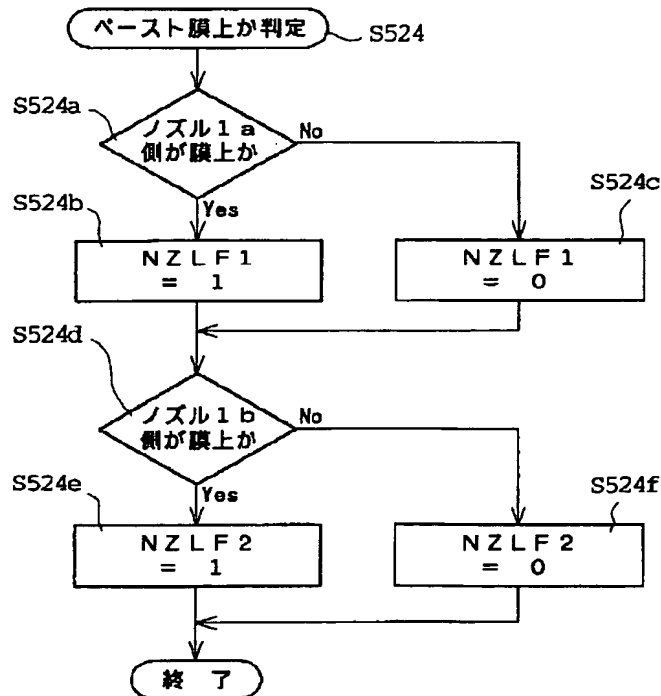 ペースト膜上か判定
S524
S524a
ノズル1a
側が膜上か
No
S524b
Yes
S524c
NZLF1
= 1
NZLF1
= 0
S524d
ノズル1b
側が膜上か
No
S524e
Yes
S524f
NZLF2
= 1
NZLF2
= 0
終 了